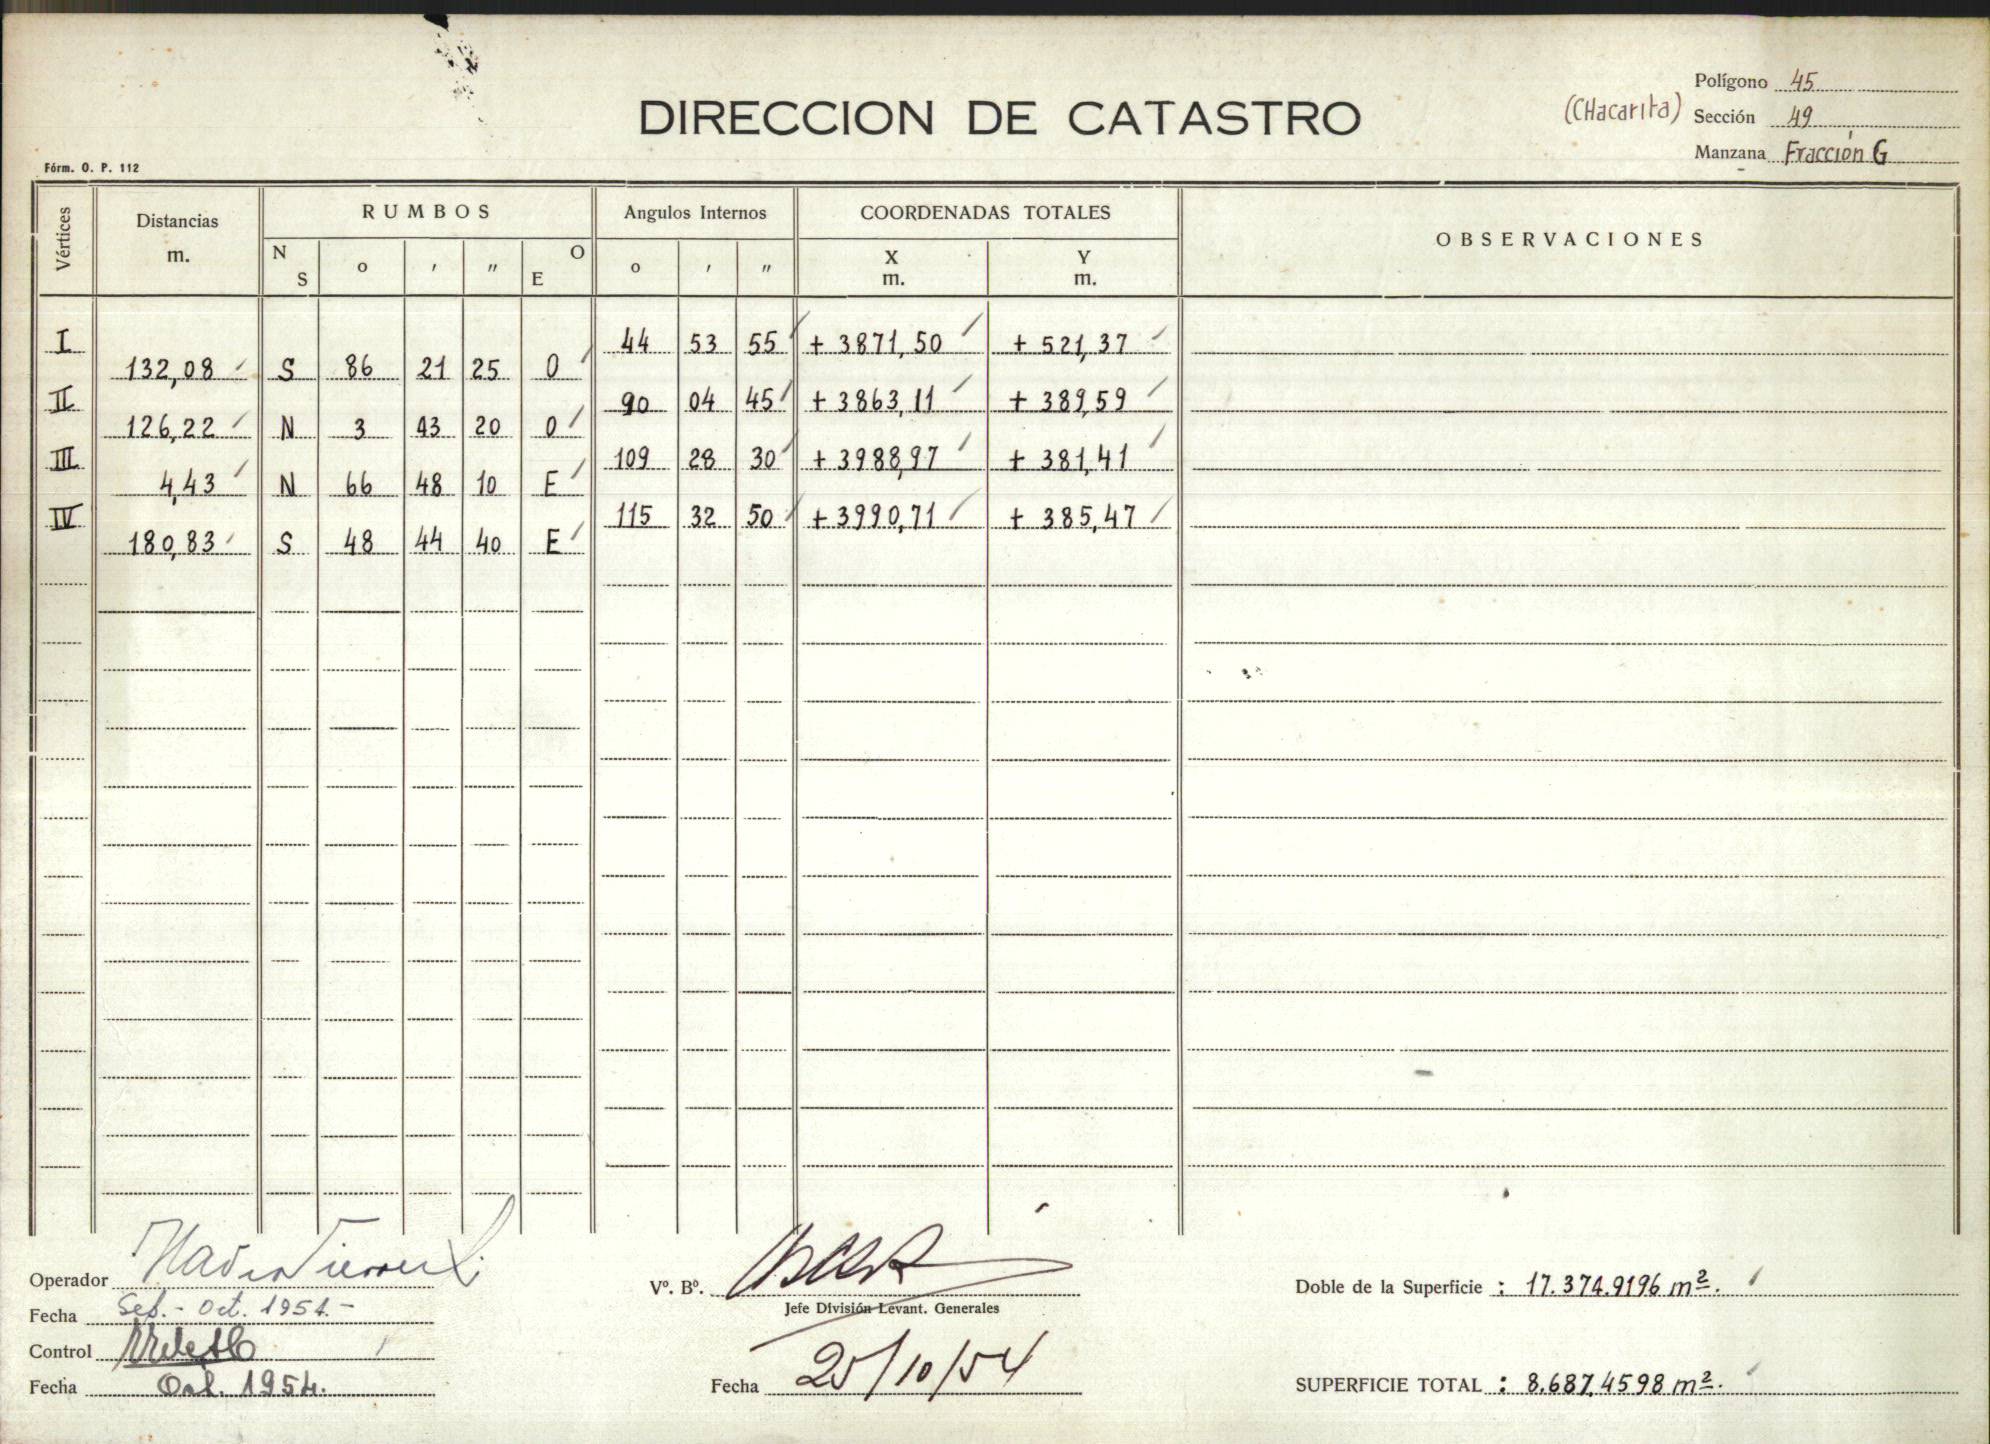 Polígono 45
DIRECCION DE CATASTRO
(CHacarita) Sección 49
Manzana Fracción G
Fórm. O. P. 112
Vértices Distancias m. RUMBOS Angulos Internos COORDENADAS TOTALES OBSERVACIONES
N S o ' " O E o ' " X m. Y m.
I 44 53 55 + 3871,50 + 521,37
132,08 S 86 21 25 O
II 90 04 45 + 3863,11 + 389,59
126,22 N 3 43 20 O
III 109 28 30 + 3988,97 + 381,41
4,43 N 66 48 10 E
IV 115 32 50 + 3990,71 + 385,47
180,83 S 48 44 40 E
Operador
Fecha Set. - Oct. 1954.-
Control
Fecha Oct. 1954.
Vº. Bº.
Jefe División Levant. Generales
Fecha 25/10/54
Doble de la Superficie : 17.374.9196 m².
SUPERFICIE TOTAL : 8.687,4598 m².